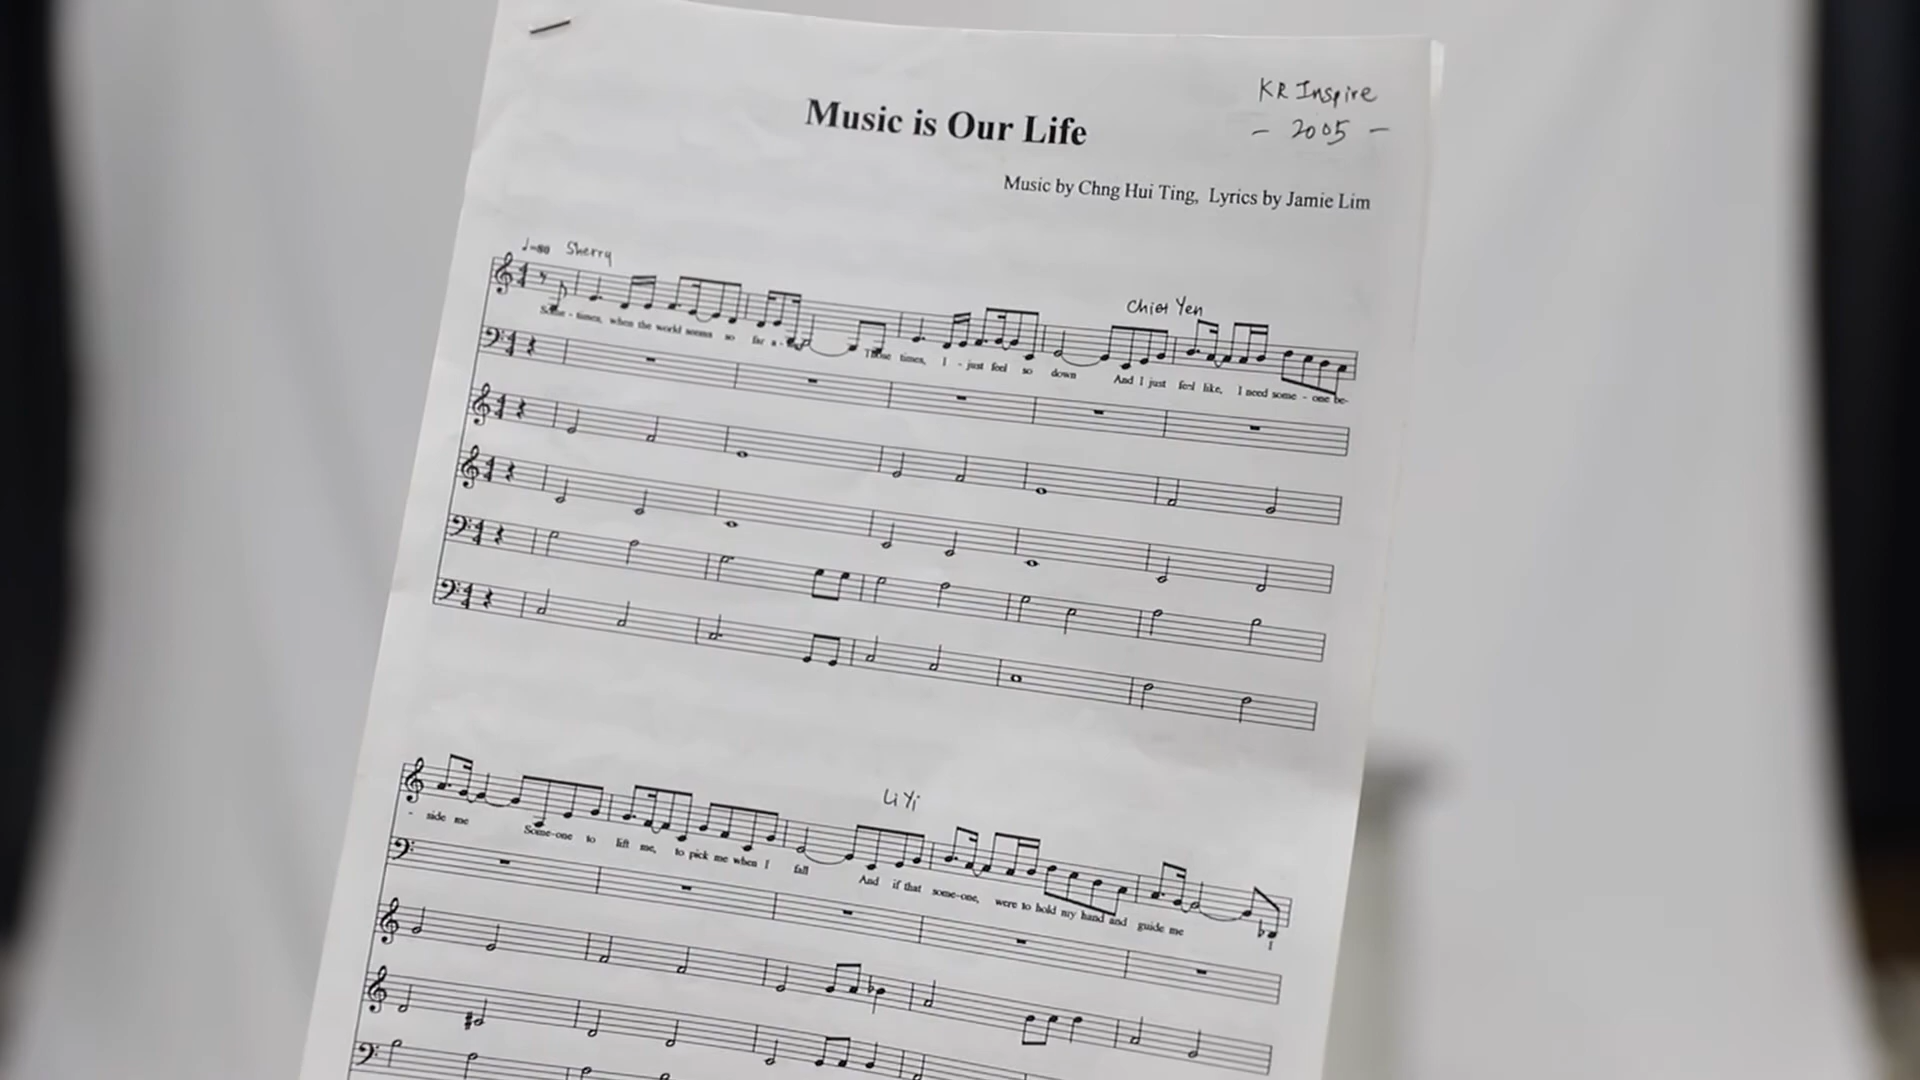 KR Inspire
- 2005 -
Music is Our Life
Music by Chng Hui Ting, Lyrics by Jamie Lim
♩=80 Sherry
Chiet Yen
Some - times, when the world seems so far a - Those times, I - just feel so down And I just feel like, I need some - one be-
Li Yi
- side me Some-one to lift me, to pick me when I fall And if that some-one, were to hold my hand and guide me I